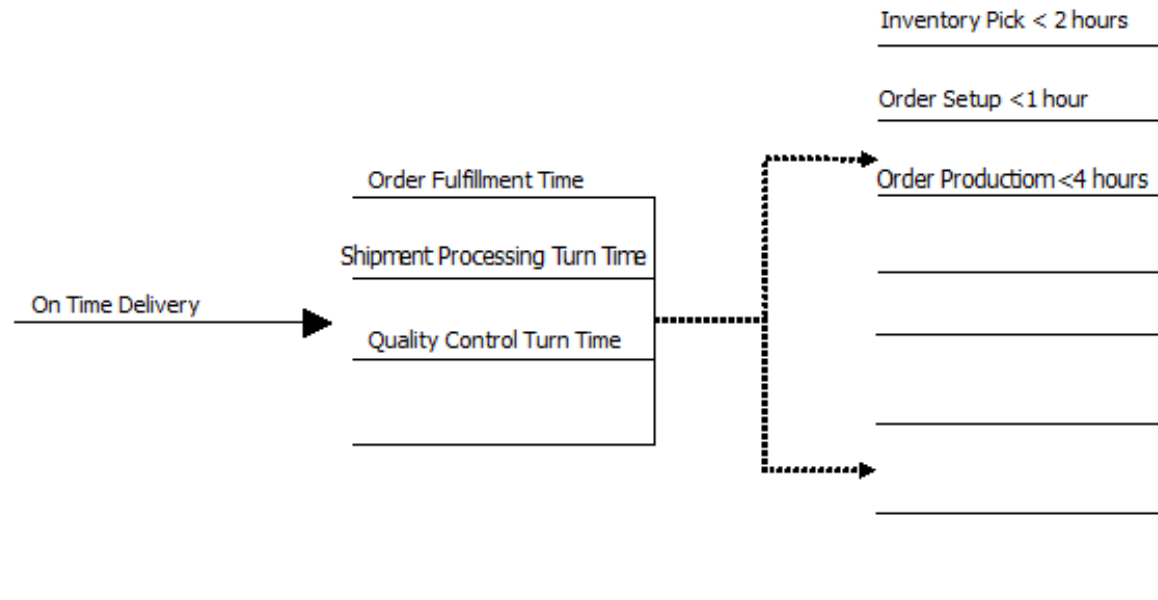 Inventory Pick < 2 hours
Order Setup <1 hour
Order Productiom<4 hours
Order Fulfillment Time
Shipment Processing Turn Time
On Time Delivery
Quality Control Turn Time